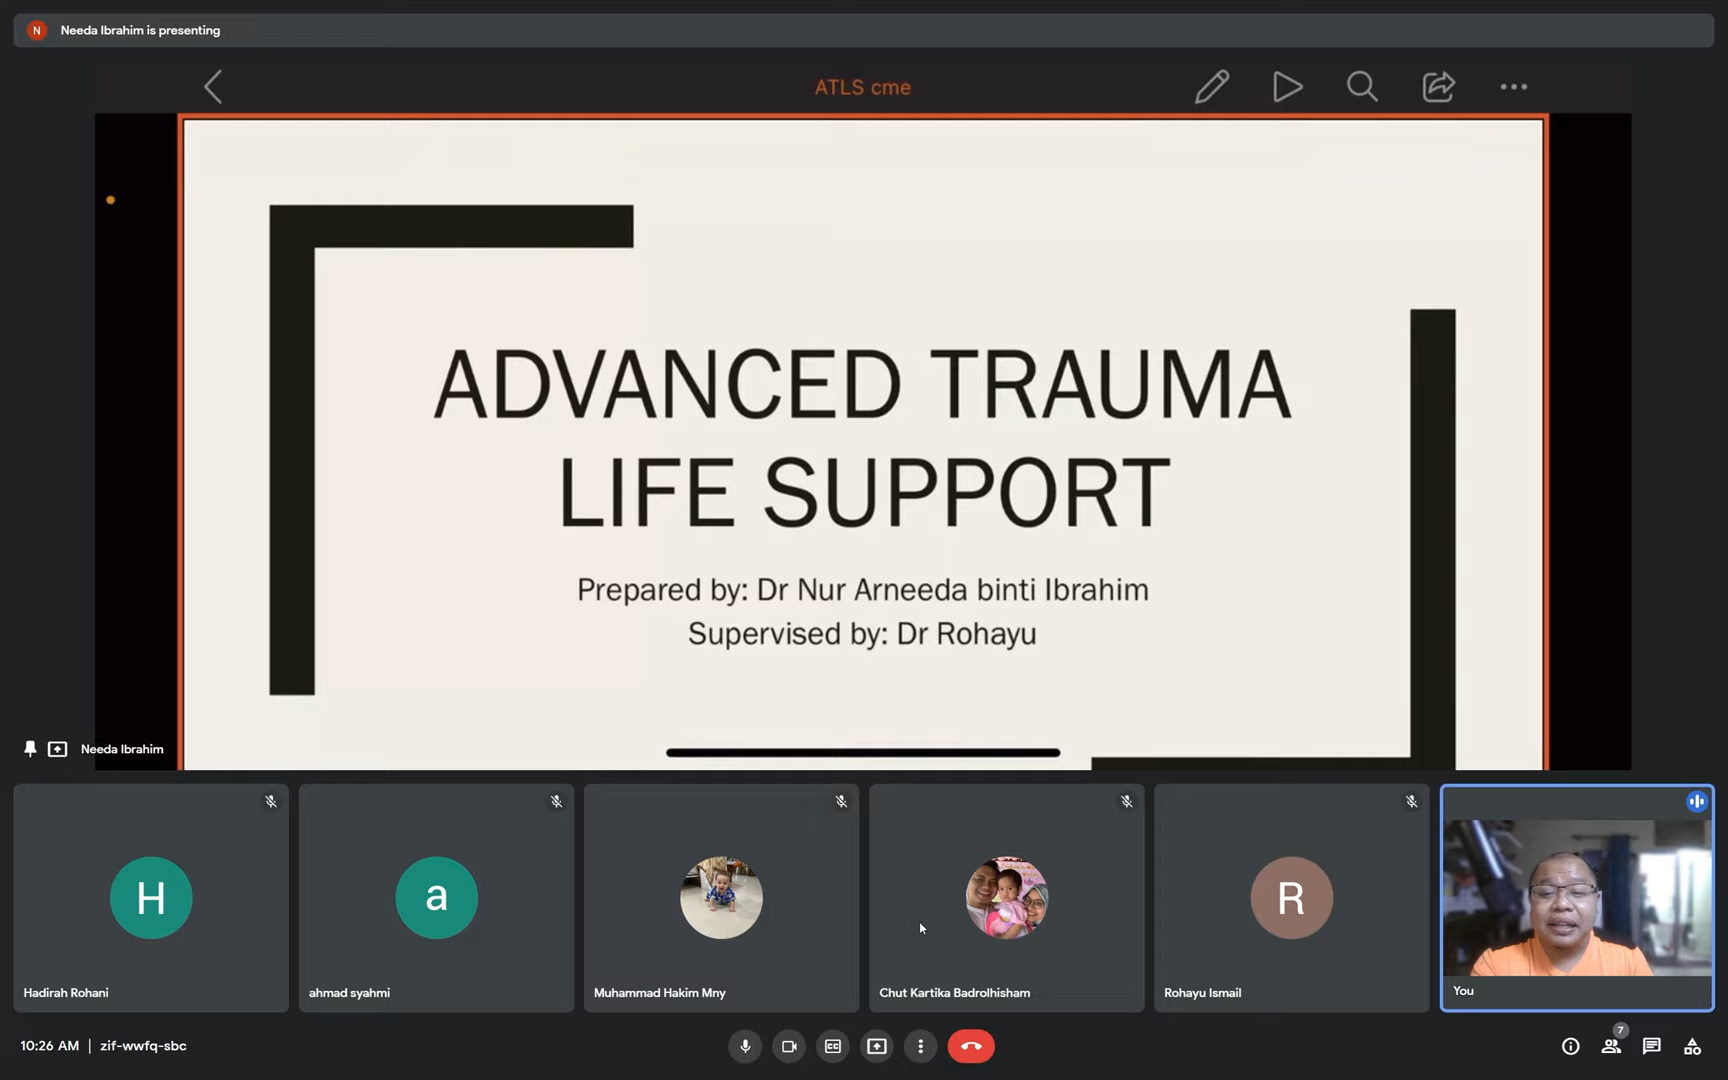 N
Needa Ibrahim is presenting
ATLS cme
ADVANCED TRAUMA
LIFE SUPPORT
Prepared by: Dr Nur Arneeda binti Ibrahim
Supervised by: Dr Rohayu
Needa Ibrahim
H
a
R
Hadirah Rohani
ahmad syahmi
Muhammad Hakim Mny
Chut Kartika Badrolhisham
Rohayu Ismail
You
10:26 AM | zif-wwfq-sbc
CC
7